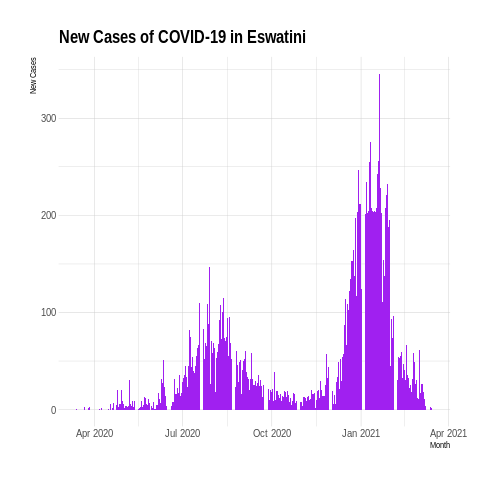 New Cases of COVID-19 in Eswatini
New Cases
300
200
100
0
Apr 2020 Jul 2020 Oct 2020 Jan 2021 Apr 2021
Month